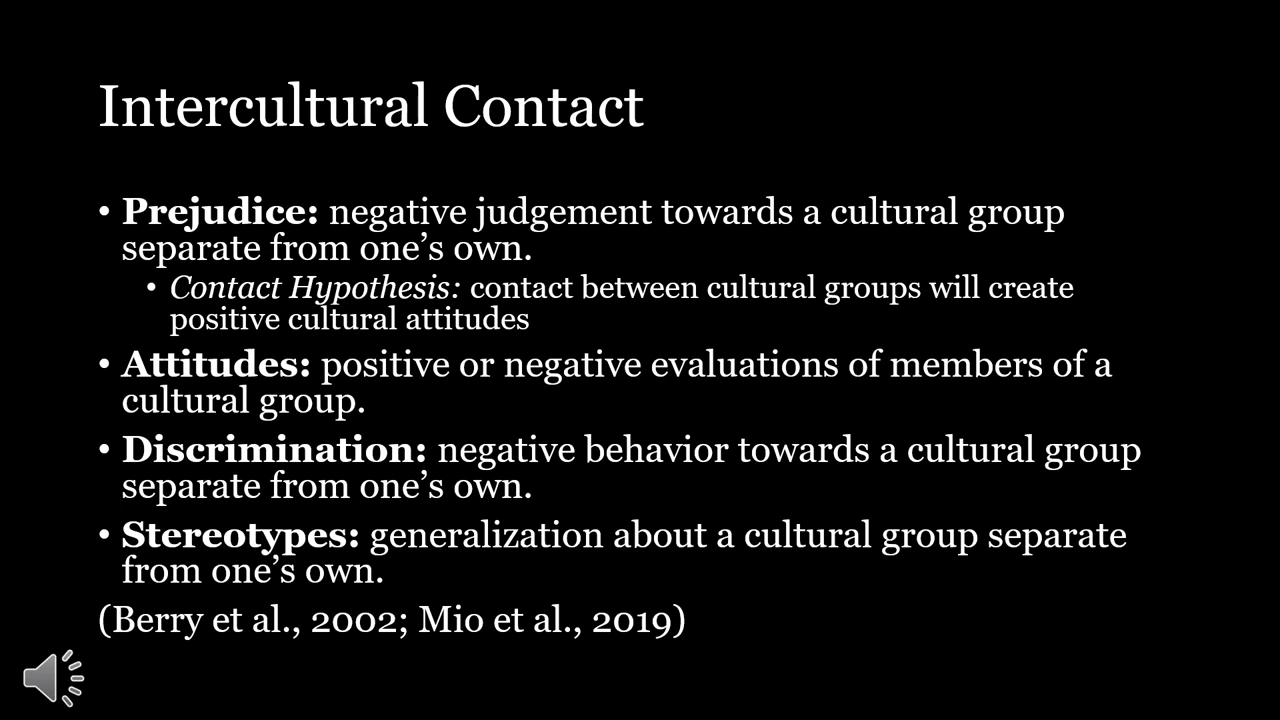 Intercultural Contact
• Prejudice: negative judgement towards a cultural group
separate from one’s own.
• Contact Hypothesis: contact between cultural groups will create
positive cultural attitudes
• Attitudes: positive or negative evaluations of members of a
cultural group.
• Discrimination: negative behavior towards a cultural group
separate from one’s own.
• Stereotypes: generalization about a cultural group separate
from one’s own.
(Berry et al., 2002; Mio et al., 2019)